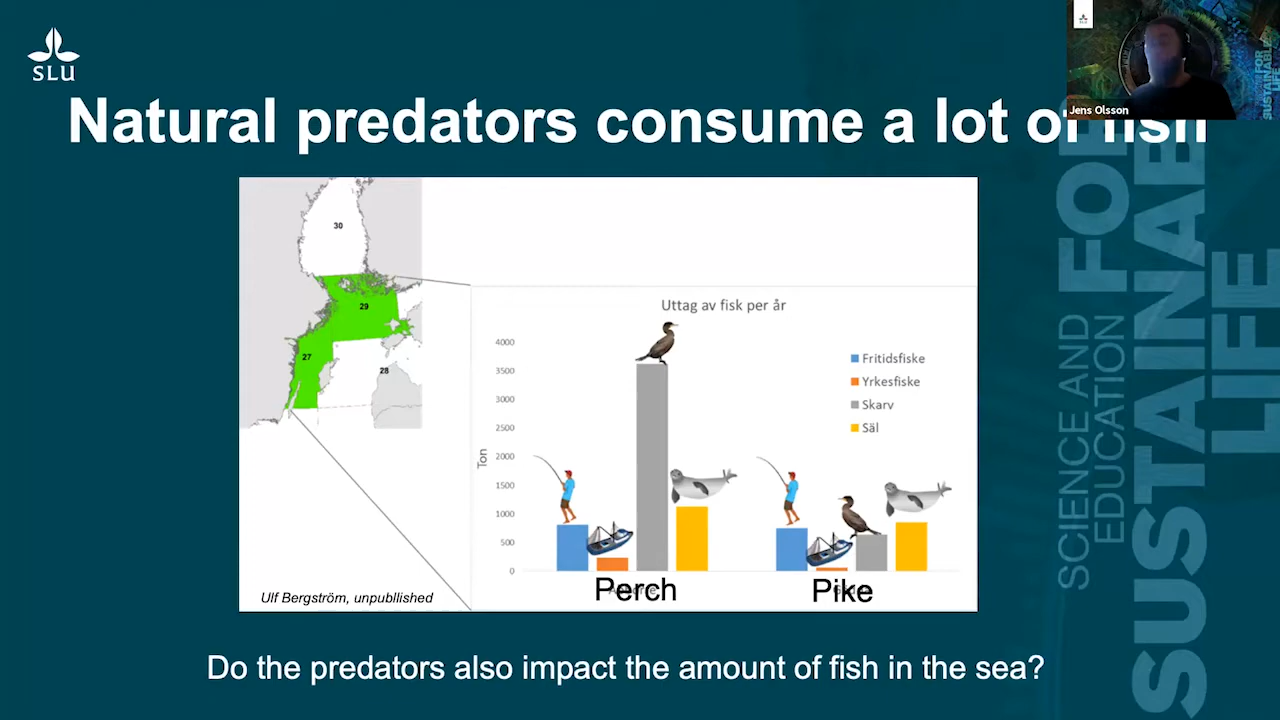 SLU
Natural predators consume a lot of fish
Jens Olsson
30
29
27
28
Uttag av fisk per år
4000
3500
3000
2500
2000
1500
1000
500
0
Ton
Fritidsfiske
Yrkesfiske
Skarv
Säl
Perch
Pike
Ulf Bergström, unpubllished
Do the predators also impact the amount of fish in the sea?
SCIENCE AND
EDUCATION
FOR
SUSTAINABLE
LIFE
SUSTAINABLE
LIFE